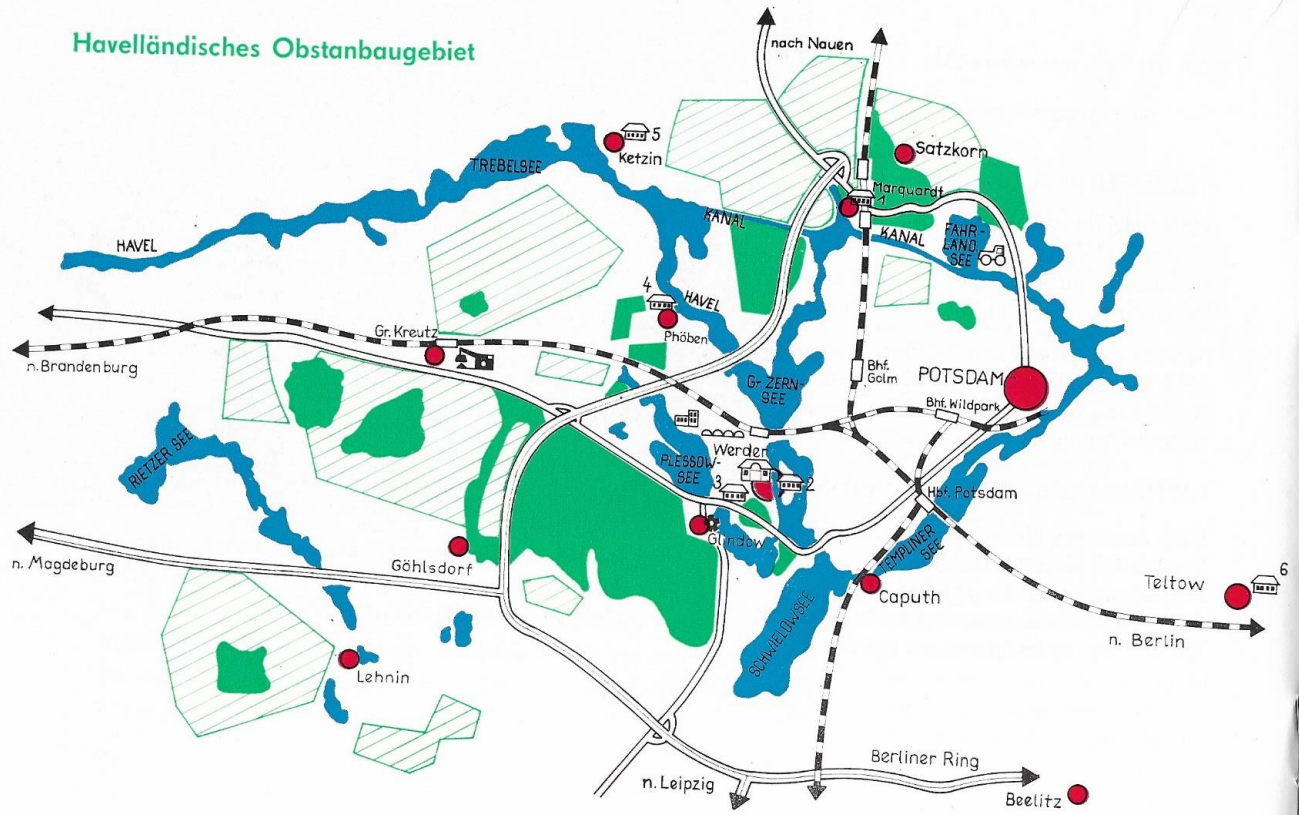 Havelländisches Obstanbaugebiet
nach Nauen
5
Ketzin
Satzkorn
TREBELSEE
Marquardt
1
KANAL
KANAL
FAHR-
LAND.
SEE
HAVEL
4
HAVEL
Phöben
Gr. Kreutz
n. Brandenburg
Bhf.
Golm
POTSDAM
Gr ZERN-
SEE
Bhf. Wildpark
Werder
RIETZER SEE
PLESSOW-
SEE
3
2
Hbf. Potsdam
Glindow
TEMPLINER
SEE
n. Magdeburg
Göhlsdorf
6
Teltow
Caputh
n. Berlin
SCHWIELOWSEE
Lehnin
Berliner Ring
n. Leipzig
Beelitz